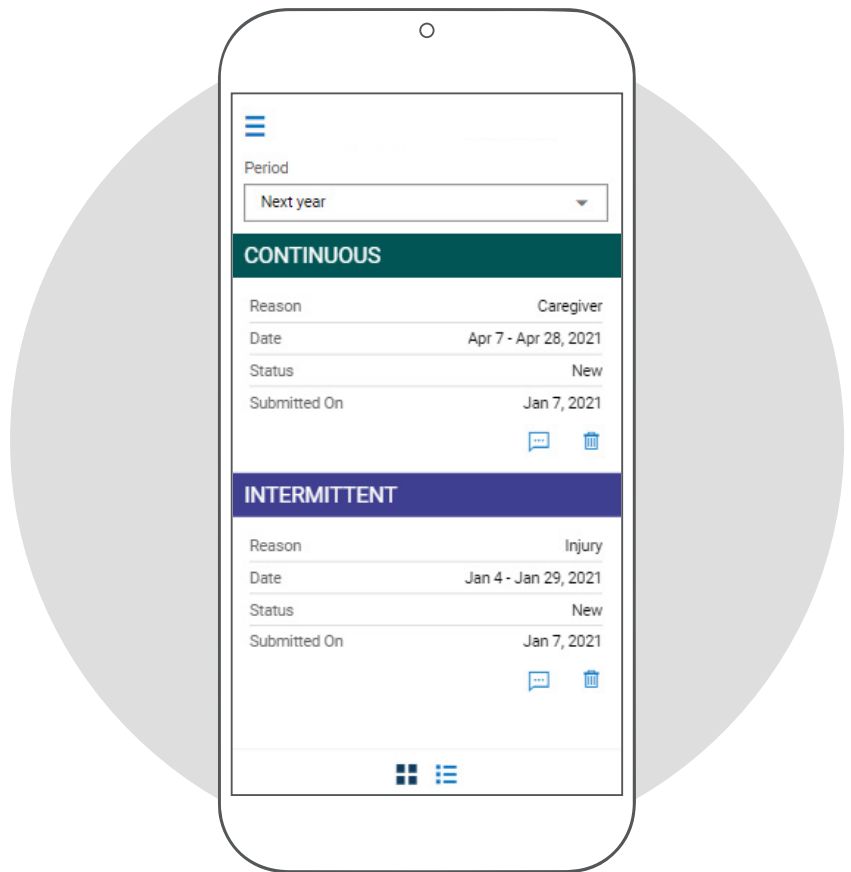 Period
Next year
CONTINUOUS
Reason Caregiver
Date Apr 7 - Apr 28, 2021
Status New
Submitted On Jan 7, 2021
INTERMITTENT
Reason Injury
Date Jan 4 - Jan 29, 2021
Status New
Submitted On Jan 7, 2021